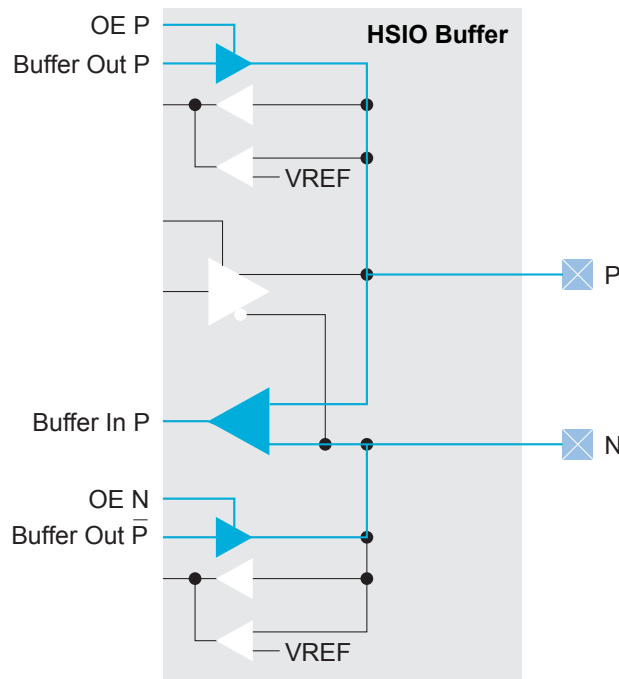 OE P
HSIO Buffer
Buffer Out P
VREF
P
Buffer In P
N
OE N
Buffer Out P̅
VREF